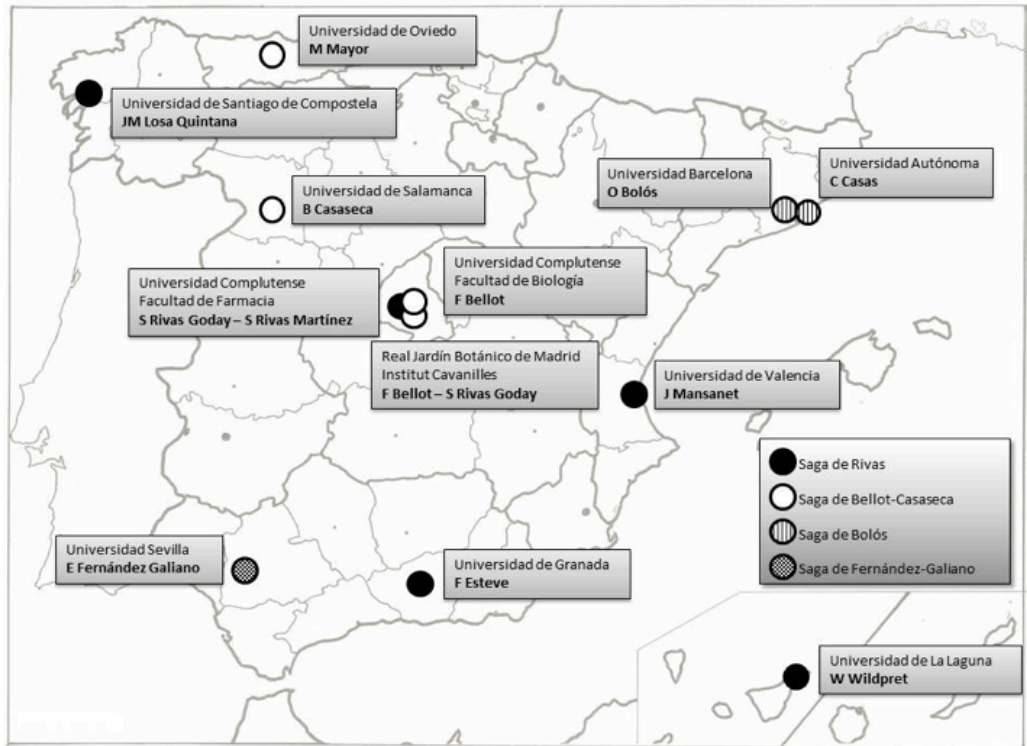 Universidad de Oviedo
M Mayor
Universidad de Santiago de Compostela
JM Losa Quintana
Universidad de Salamanca
B Casaseca
Universidad Barcelona
O Bolós
Universidad Autónoma
C Casas
Universidad Complutense
Facultad de Farmacia
S Rivas Goday – S Rivas Martínez
Universidad Complutense
Facultad de Biología
F Bellot
Real Jardín Botánico de Madrid
Institut Cavanilles
F Bellot – S Rivas Goday
Universidad de Valencia
J Mansanet
Saga de Rivas
Saga de Bellot-Casaseca
Saga de Bolós
Saga de Fernández-Galiano
Universidad Sevilla
E Fernández Galiano
Universidad de Granada
F Esteve
Universidad de La Laguna
W Wildpret